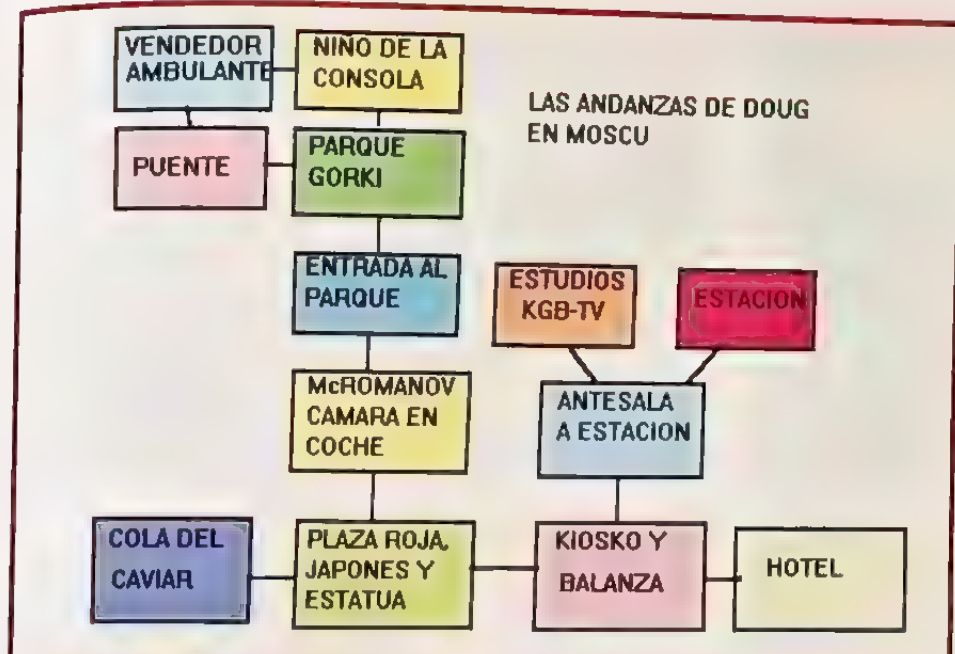 VENDEDOR
AMBULANTE
NIÑO DE LA
CONSOLA
LAS ANDANZAS DE DOUG
EN MOSCU
PUENTE
PARQUE
GORKI
ENTRADA AL
PARQUE
ESTUDIOS
KGB-TV
ESTACION
McROMANOV
CAMARA EN
COCHE
ANTESALA
A ESTACION
COLA DEL
CAVIAR
PLAZA ROJA,
JAPONES Y
ESTATUA
KIOSKO Y
BALANZA
HOTEL